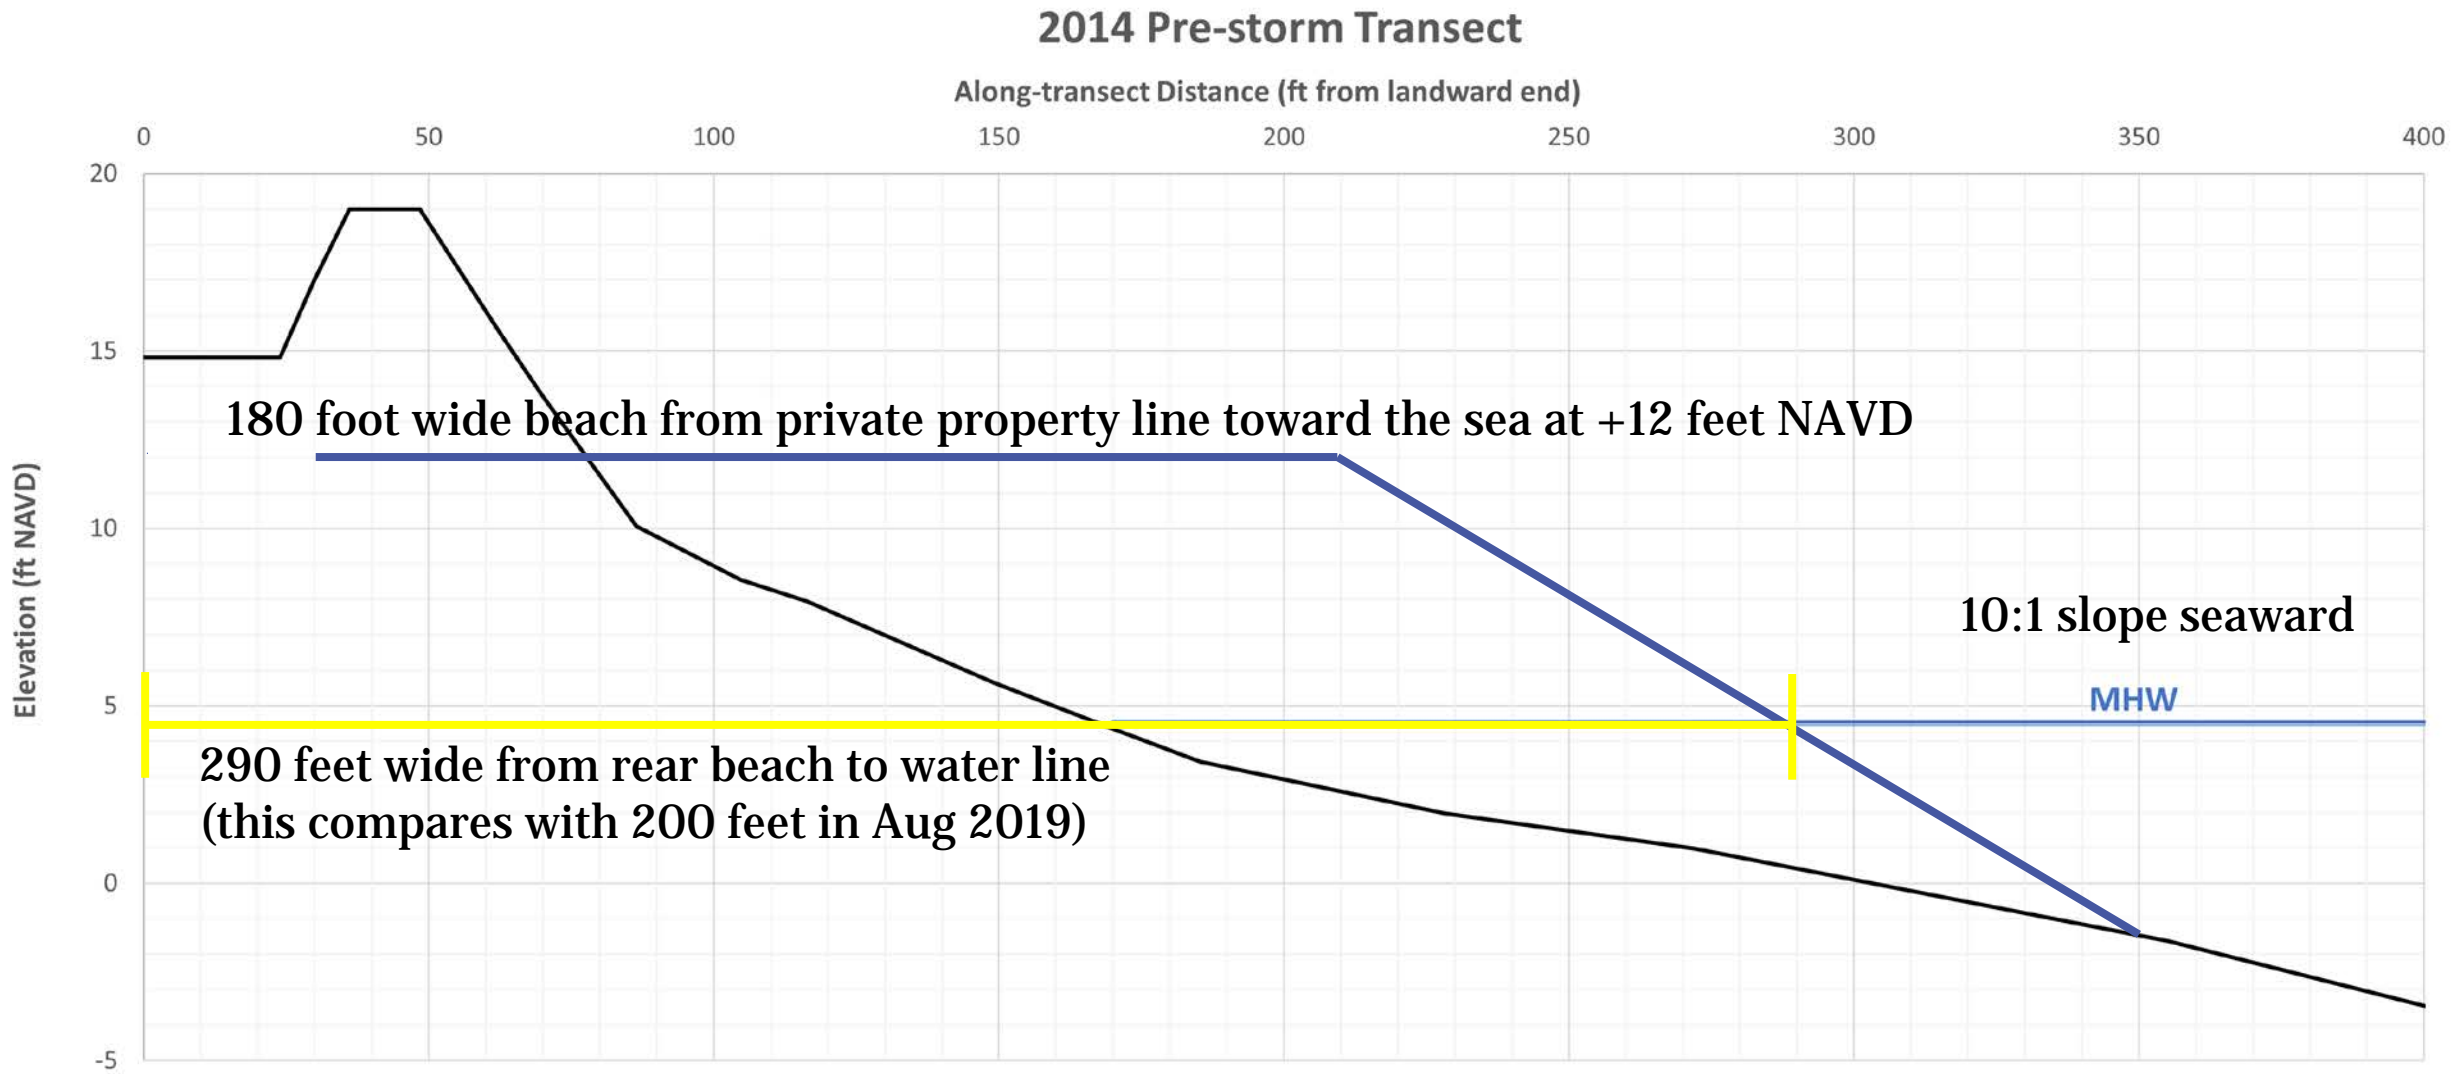 2014 Pre-storm Transect
Along-transect Distance (ft from landward end)
0 50 100 150 200 250 300 350 400
20
15
180 foot wide beach from private property line toward the sea at +12 feet NAVD
Elevation (ft NAVD)
10
10:1 slope seaward
5
MHW
290 feet wide from rear beach to water line
(this compares with 200 feet in Aug 2019)
0
-5